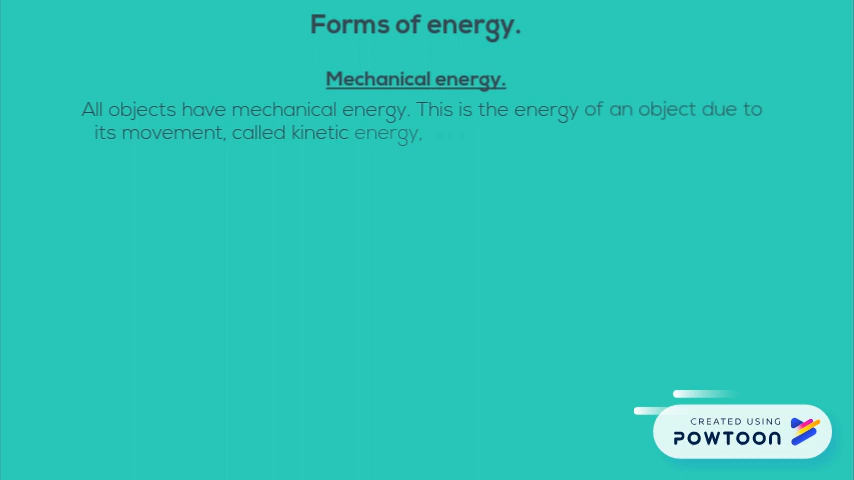 Forms of energy.
Mechanical energy.
All objects have mechanical energy. This is the energy of an object due to
its movement, called kinetic energy,
CREATED USING
POWTOON